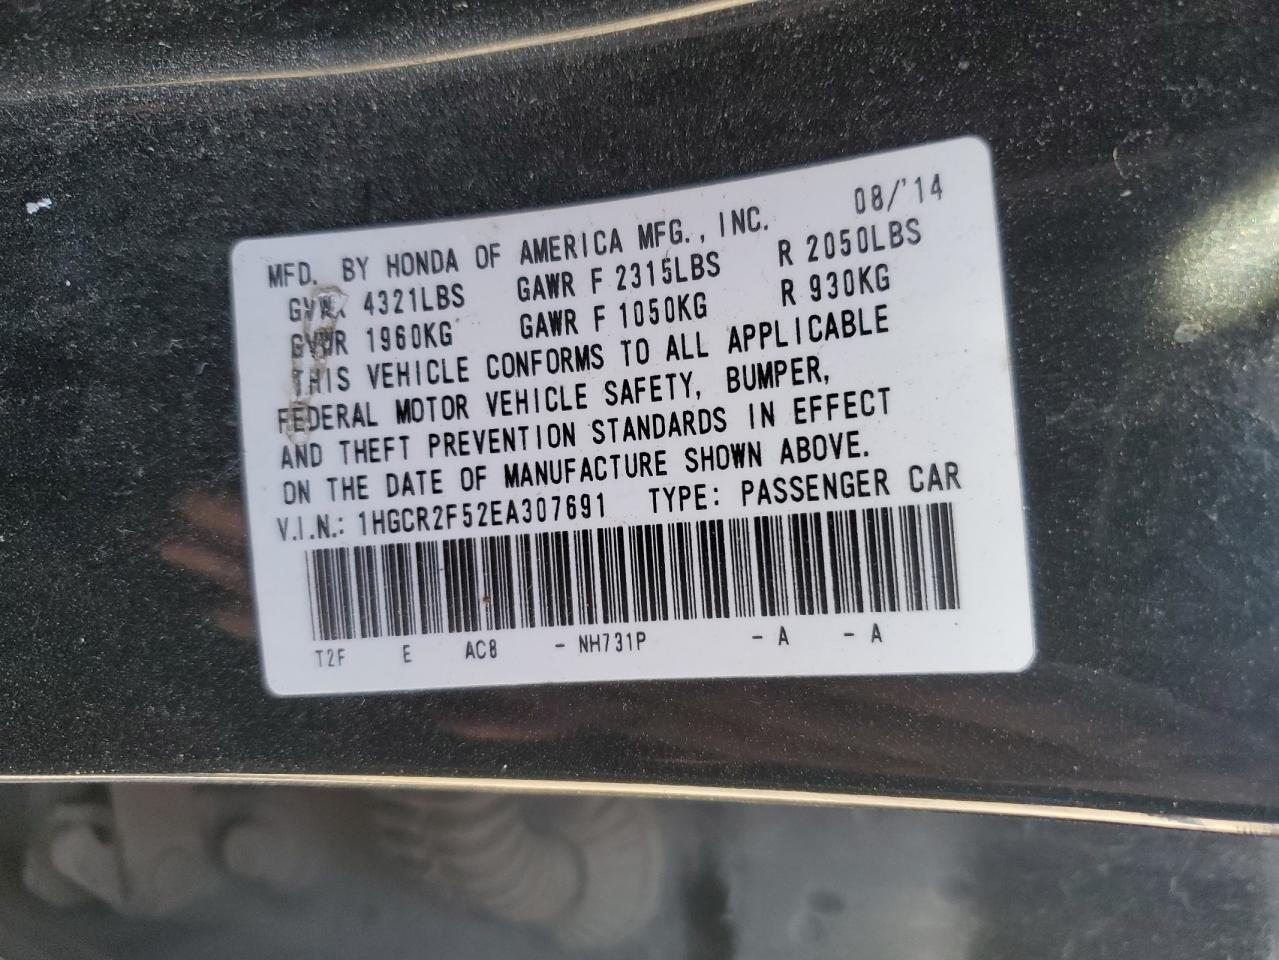 MFD. BY HONDA OF AMERICA MFG., INC. 08/'14
GVWR 4321LBS GAWR F 2315LBS R 2050LBS
GVWR 1960KG GAWR F 1050KG R 930KG
THIS VEHICLE CONFORMS TO ALL APPLICABLE
FEDERAL MOTOR VEHICLE SAFETY, BUMPER,
AND THEFT PREVENTION STANDARDS IN EFFECT
ON THE DATE OF MANUFACTURE SHOWN ABOVE.
V.I.N.: 1HGCR2F52EA307691 TYPE: PASSENGER CAR
T2F E AC8 - NH731P - A - A